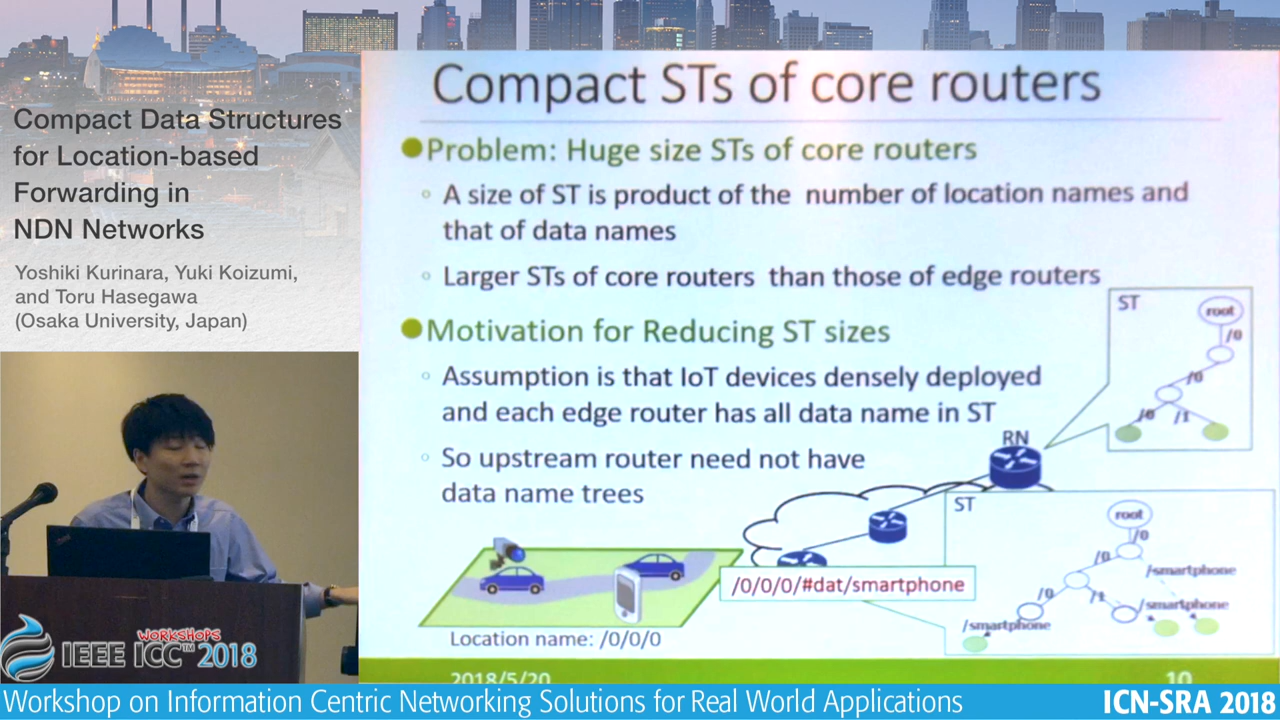 Compact Data Structures
for Location-based
Forwarding in
NDN Networks
Yoshiki Kurinara, Yuki Koizumi,
and Toru Hasegawa
(Osaka University, Japan)
Compact STs of core routers
Problem: Huge size STs of core routers
A size of ST is product of the number of location names and
that of data names
Larger STs of core routers than those of edge routers
Motivation for Reducing ST sizes
Assumption is that IoT devices densely deployed
and each edge router has all data name in ST
So upstream router need not have
data name trees
ST
root
/0
/0
/0
/1
RN
ST
root
/0
/0
/smartphone
/0
/1
/smartphone
/smartphone
/0/0/0/#dat/smartphone
Location name: /0/0/0
2018/5/20
10
WORKSHOPS
IEEE ICC™ 2018
Workshop on Information Centric Networking Solutions for Real World Applications
ICN-SRA 2018